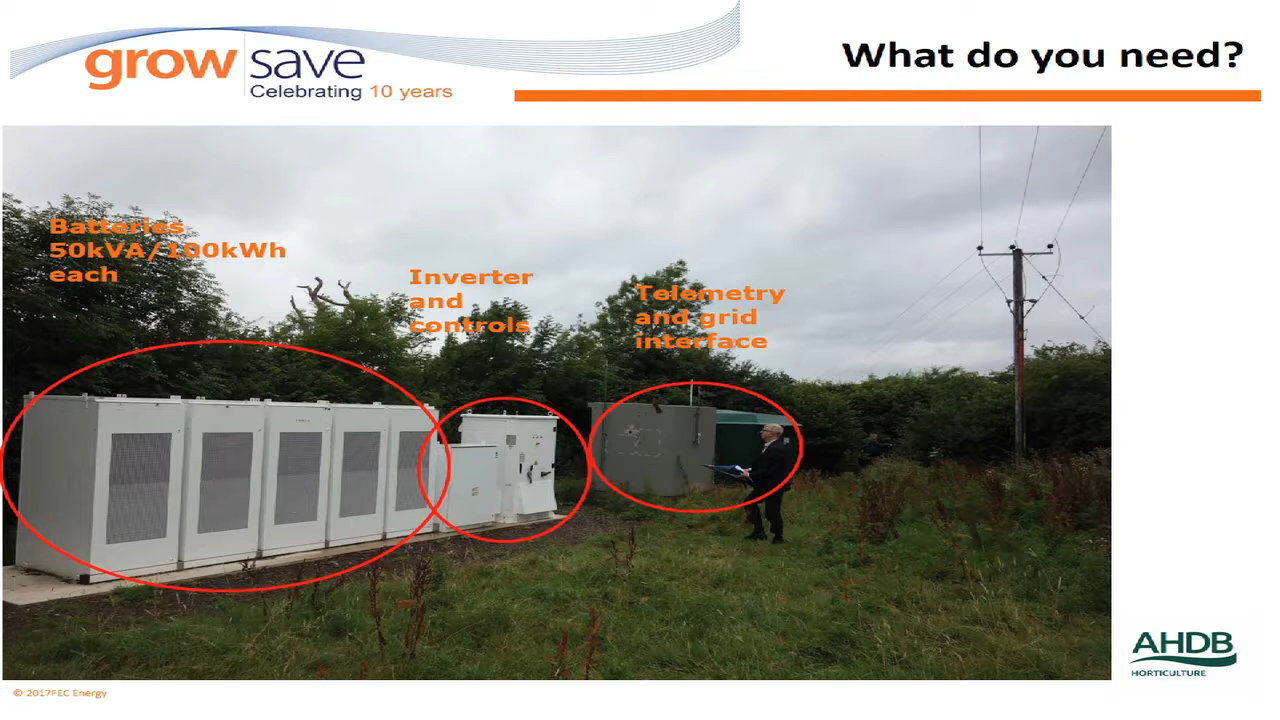 grow save
Celebrating 10 years
What do you need?
Batteries
50kVA/100kWh
each
Inverter
and
controls
Telemetry
and grid
interface
AHDB
HORTICULTURE
© 2017FEC Energy